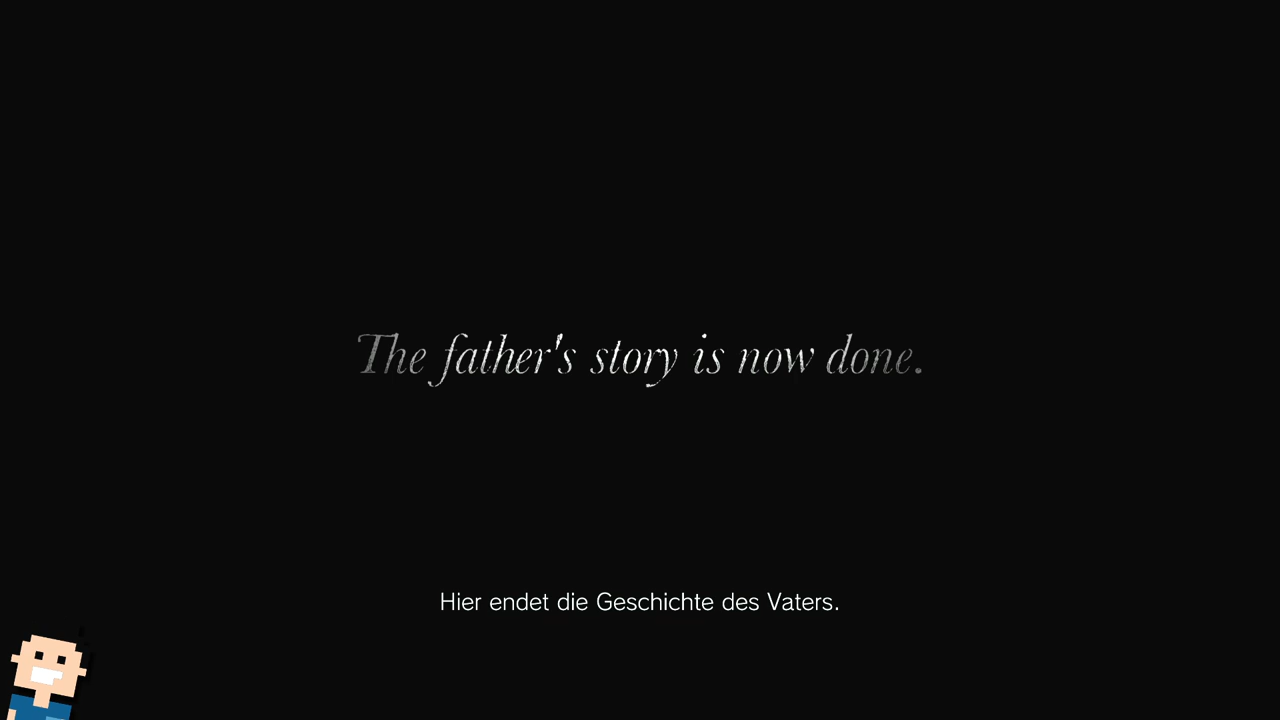 The father's story is now done.
Hier endet die Geschichte des Vaters.